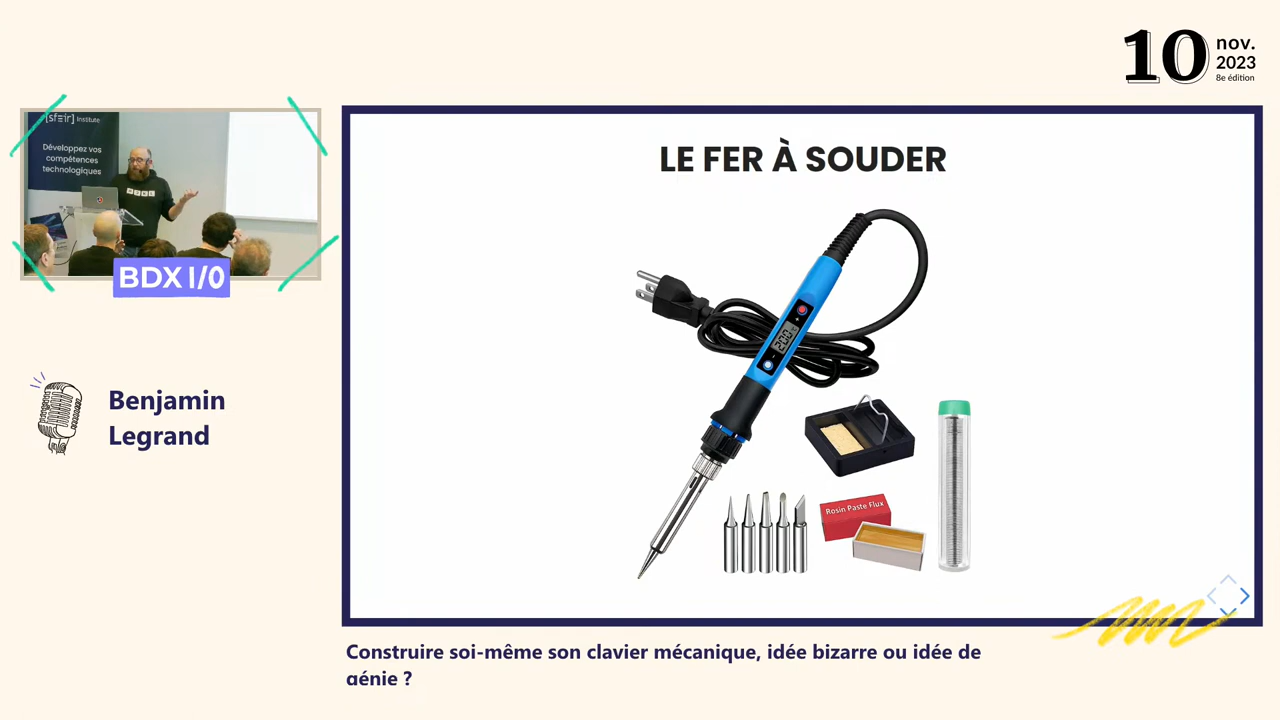 10 nov.
2023
8e édition
[sfeir] Institute
Développez vos
compétences
technologiques
BDX I/O
Benjamin
Legrand
LE FER À SOUDER
200
Rosin Paste Flux
Construire soi-même son clavier mécanique, idée bizarre ou idée de
génie ?